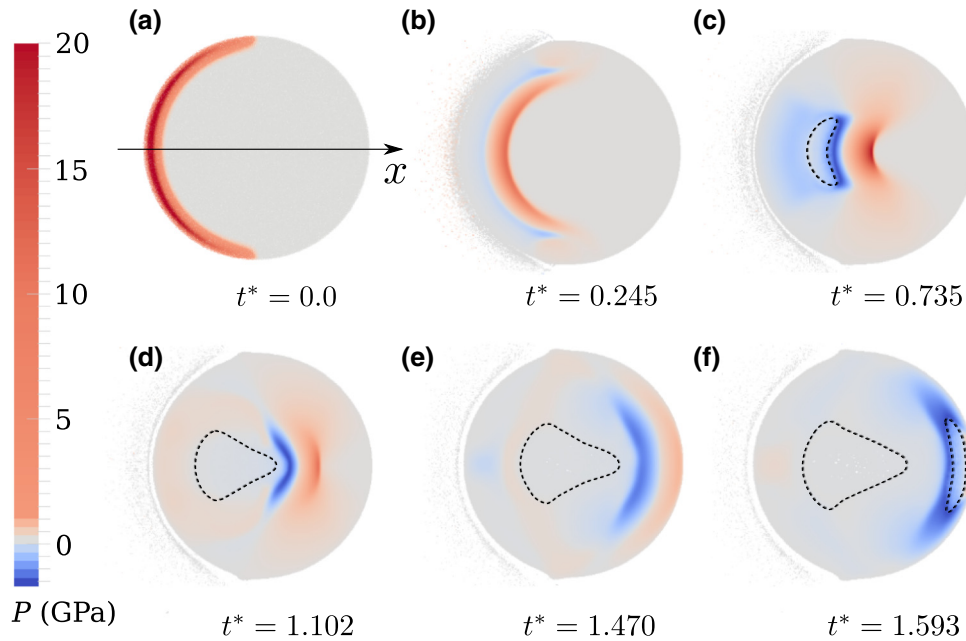 (a)
(b)
(c)
20
15
10
5
0
P (GPa)
x
t* = 0.0
t* = 0.245
t* = 0.735
(d)
(e)
(f)
t* = 1.102
t* = 1.470
t* = 1.593